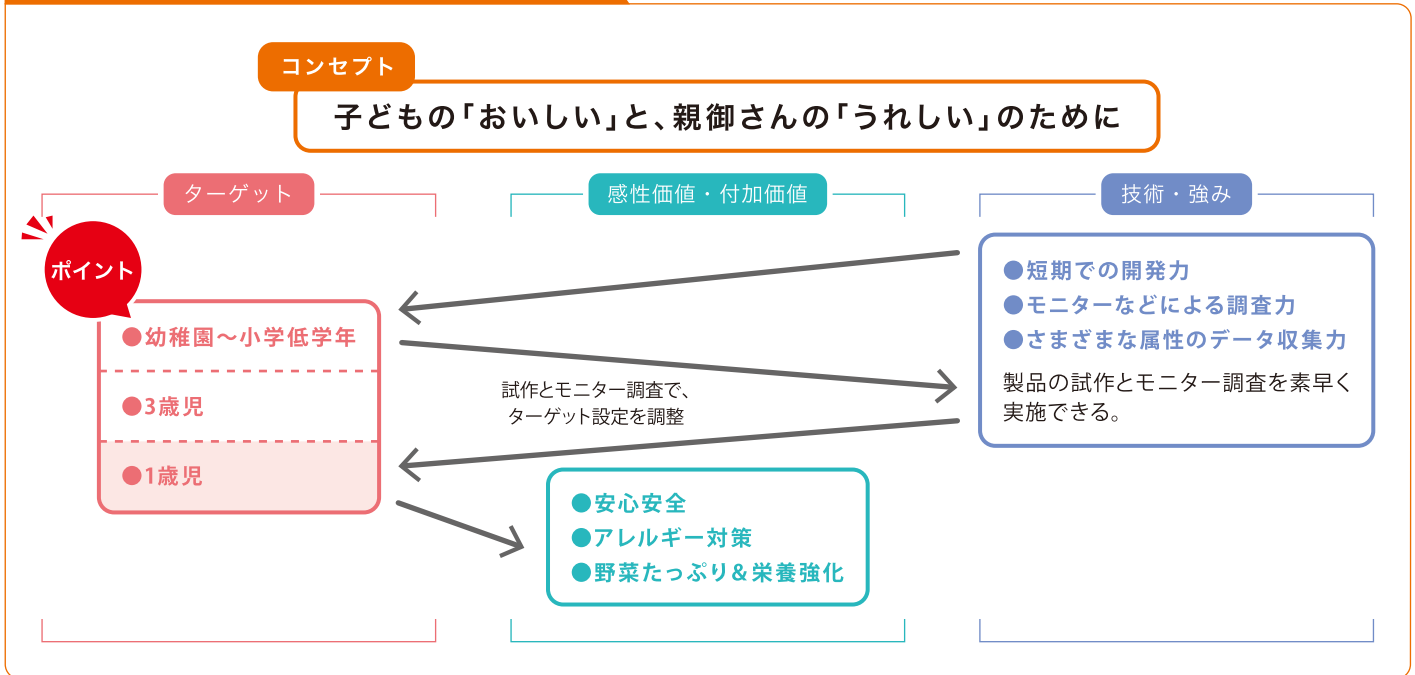 コンセプト
子どもの「おいしい」と、親御さんの「うれしい」のために
ターゲット
ポイント
●幼稚園～小学低学年
●3歳児
●1歳児
感性価値・付加価値
試作とモニター調査で、
ターゲット設定を調整
●安心安全
●アレルギー対策
●野菜たっぷり&栄養強化
技術・強み
●短期での開発力
●モニターなどによる調査力
●さまざまな属性のデータ収集力
製品の試作とモニター調査を素早く
実施できる。